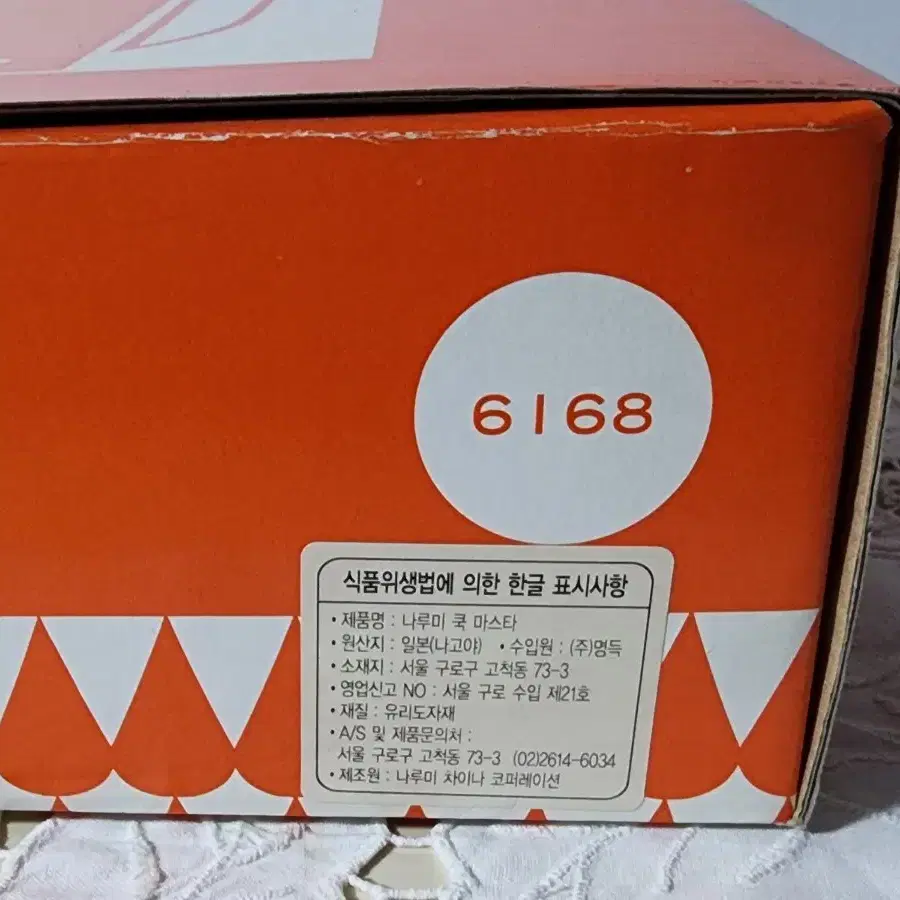 6168
식품위생법에 의한 한글 표시사항
• 제품명 : 나루미 쿡 마스타
• 원산지 : 일본(나고야) • 수입원 : (주)명득
• 소재지 : 서울 구로구 고척동 73-3
• 영업신고 NO : 서울 구로 수입 제21호
• 재질 : 유리도자재
• A/S 및 제품문의처 :
서울 구로구 고척동 73-3 (02)2614-6034
• 제조원 : 나루미 차이나 코퍼레이션